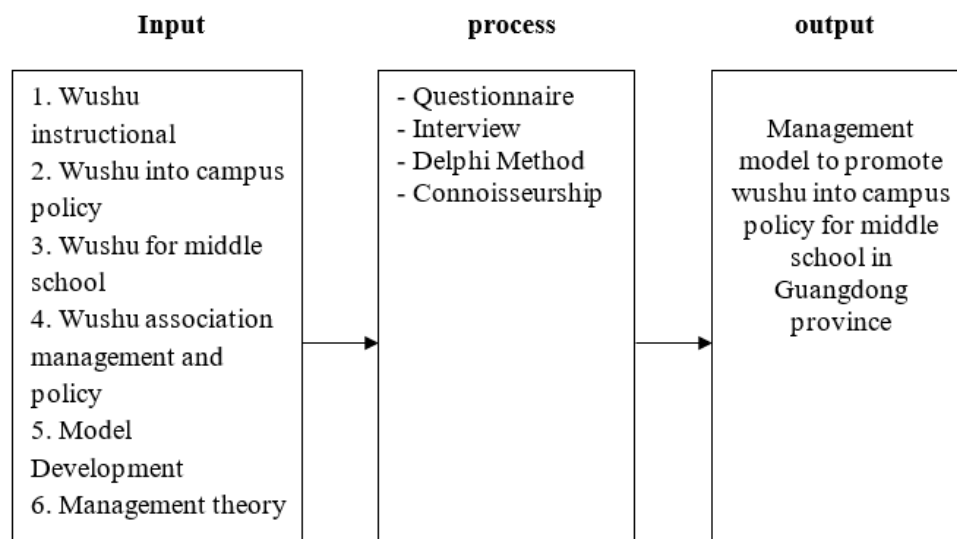 Input
1. Wushu
instructional
2. Wushu into campus
policy
3. Wushu for middle
school
4. Wushu association
management and
policy
5. Model
Development
6. Management theory
process
- Questionnaire
- Interview
- Delphi Method
- Connoisseurship
output
Management
model to promote
wushu into campus
policy for middle
school in
Guangdong
province